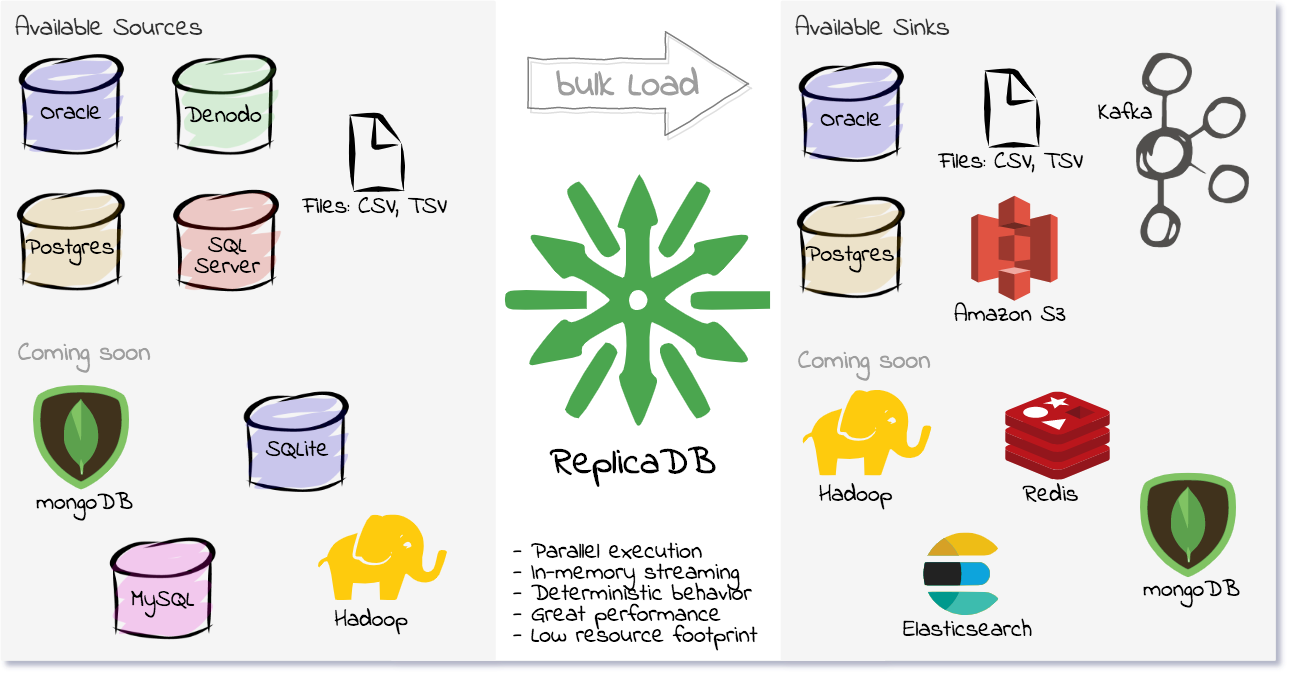 Available Sources
Oracle
Denodo
Files: CSV, TSV
Postgres
SQL
Server
Coming soon
mongoDB
SQLite
MySQL
Hadoop
bulk Load
ReplicaDB
- Parallel execution
- In-memory streaming
- Deterministic behavior
- Great performance
- Low resource footprint
Available Sinks
Oracle
Files: CSV, TSV
Kafka
Postgres
Amazon S3
Coming soon
Hadoop
Redis
mongoDB
Elasticsearch